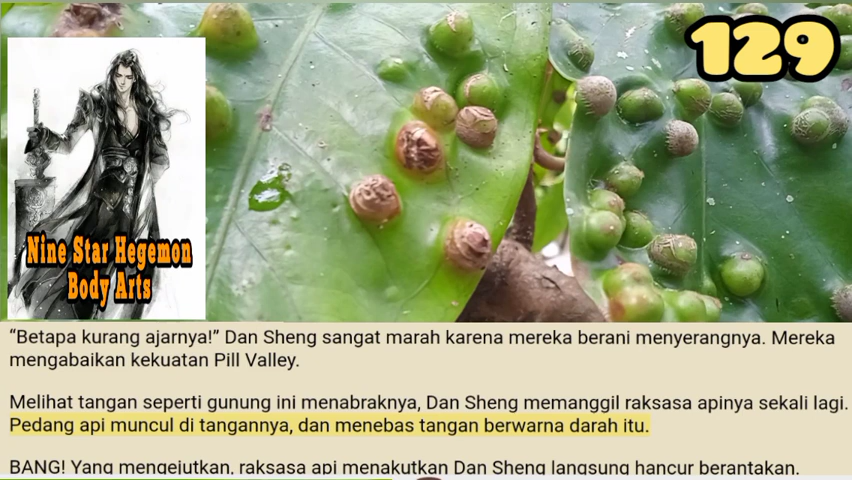 129
Nine Star Hegemon
Body Arts
“Betapa kurang ajarnya!” Dan Sheng sangat marah karena mereka berani menyerangnya. Mereka
mengabaikan kekuatan Pill Valley.
Melihat tangan seperti gunung ini menabraknya, Dan Sheng memanggil raksasa apinya sekali lagi.
Pedang api muncul di tangannya, dan menebas tangan berwarna darah itu.
BANG! Yang mengejutkan, raksasa api menakutkan Dan Sheng langsung hancur berantakan.